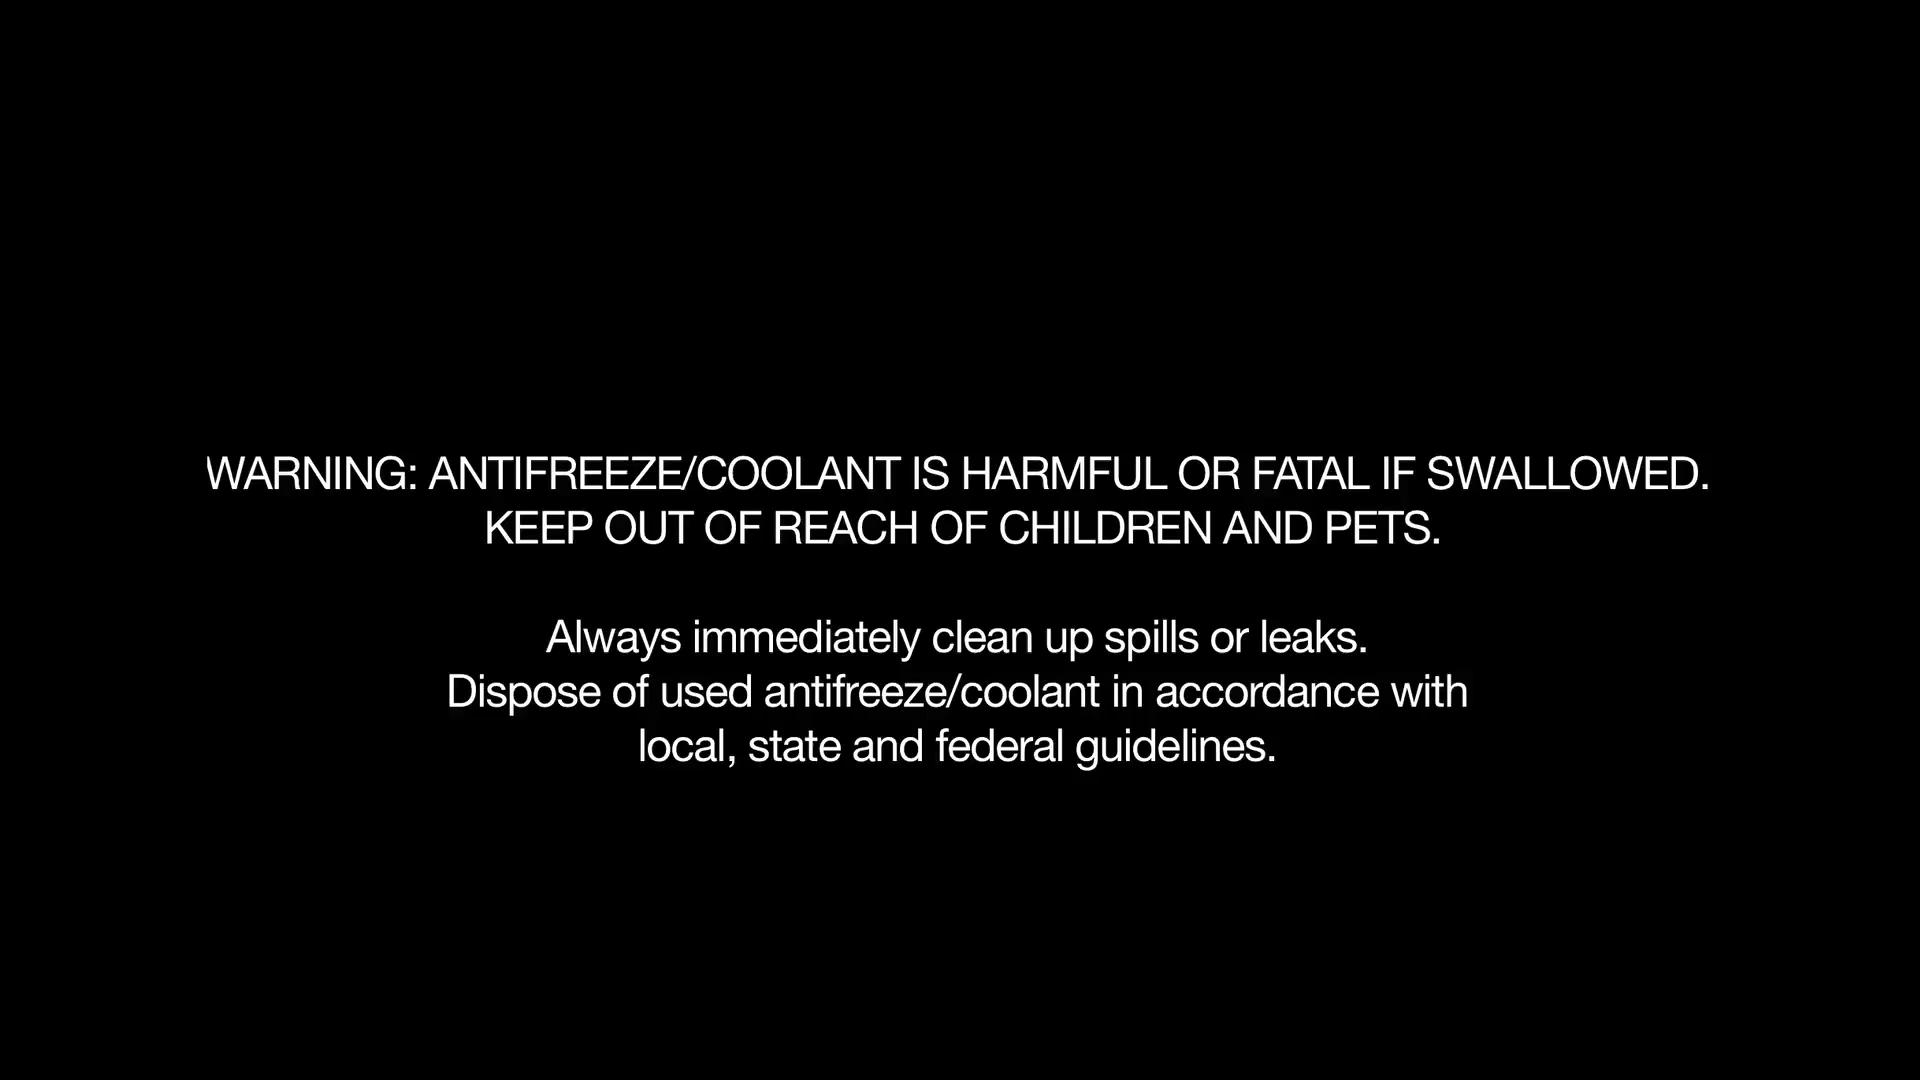 WARNING: ANTIFREEZE/COOLANT IS HARMFUL OR FATAL IF SWALLOWED.
KEEP OUT OF REACH OF CHILDREN AND PETS.
Always immediately clean up spills or leaks.
Dispose of used antifreeze/coolant in accordance with
local, state and federal guidelines.